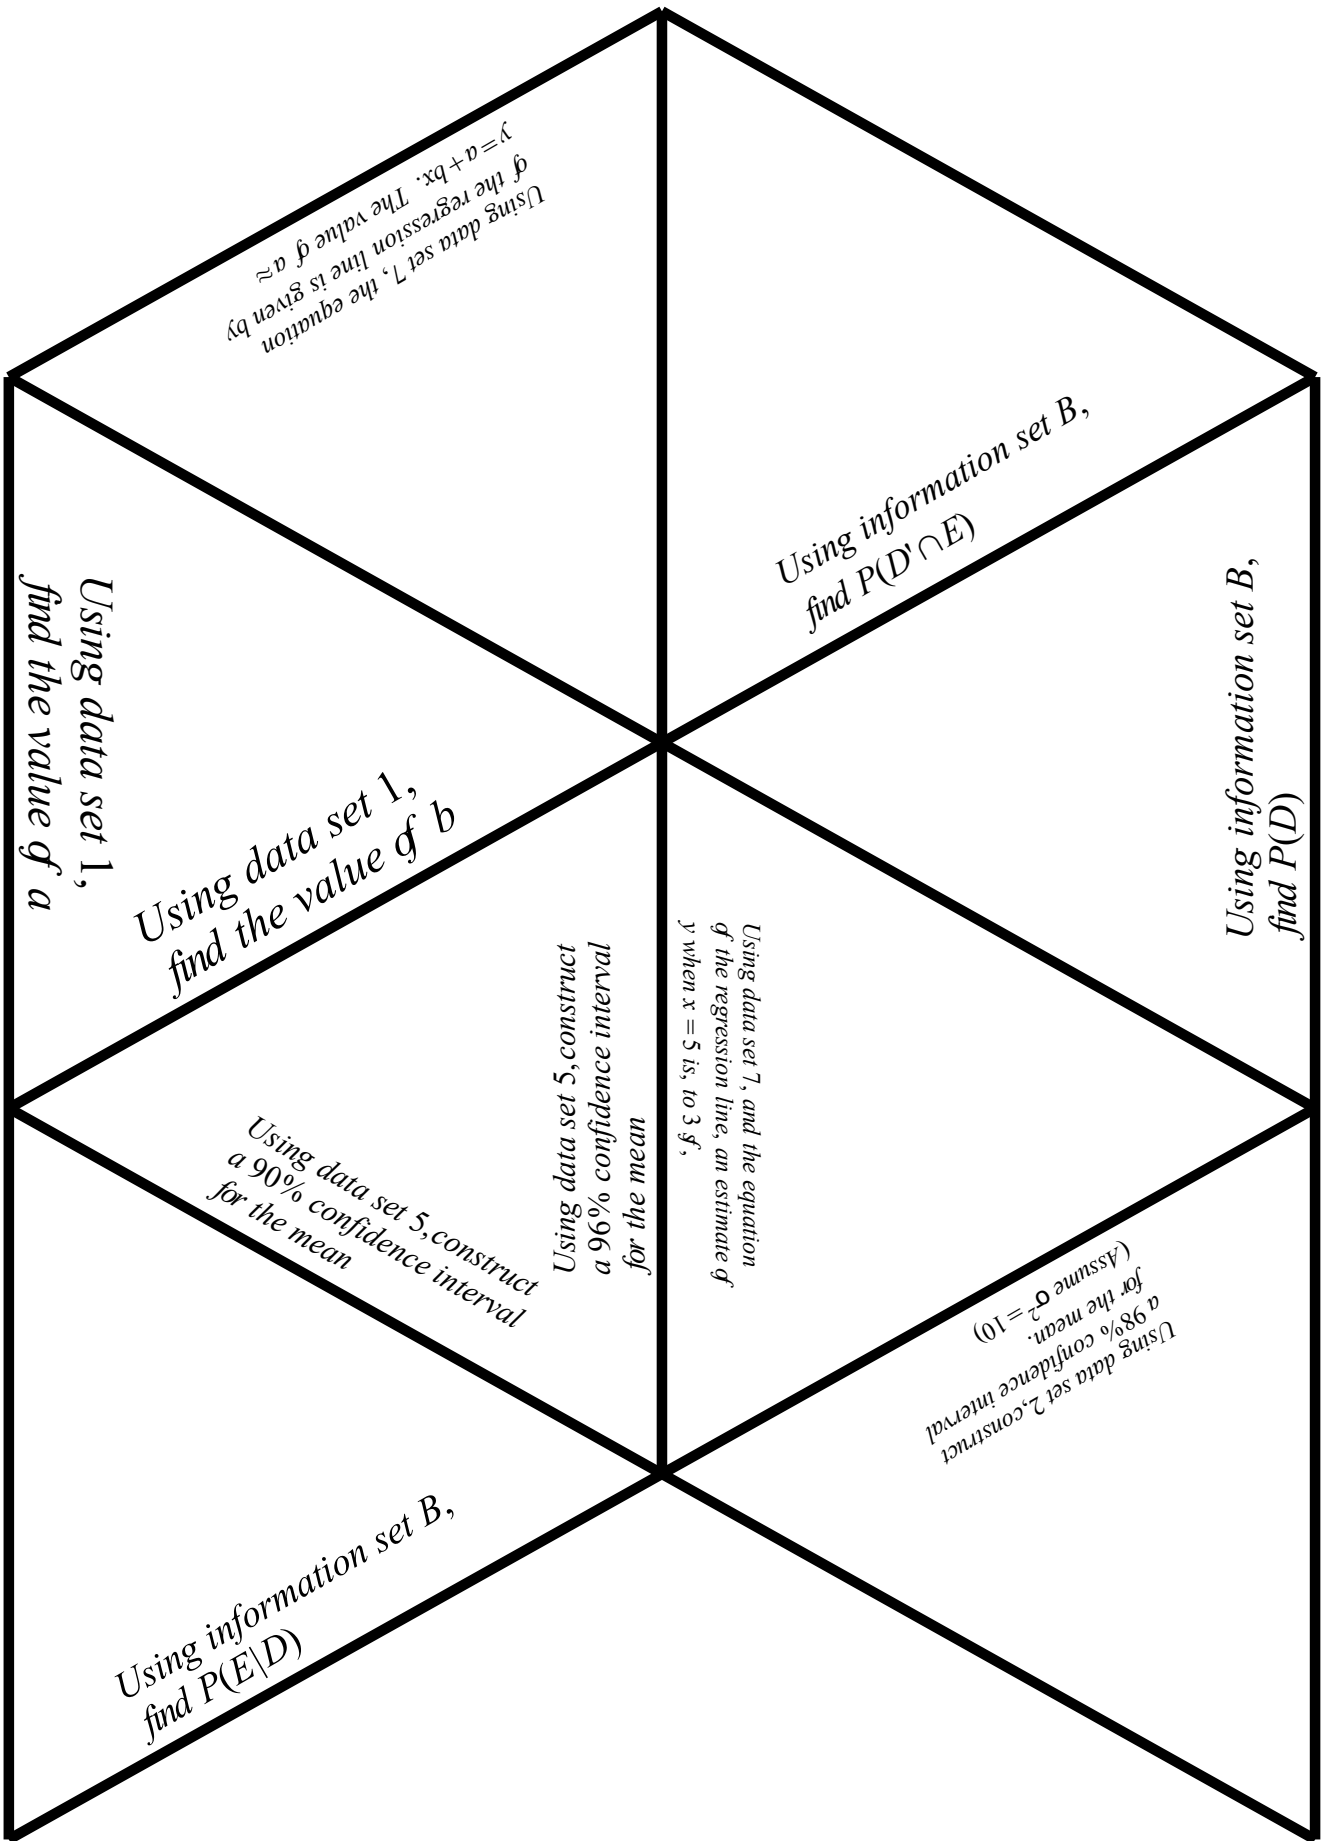 Using data set 7, the equation
of the regression line is given by
y=a+bx. The value of a ≈
Using information set B,
find P(D'∩E)
Using data set 1,
find the value of a
Using information set B,
find P(D)
Using data set 1,
find the value of b
Using data set 5,construct
a 96% confidence interval
for the mean
Using data set 7, and the equation
of the regression line, an estimate of
y when x = 5 is, to 3 sf,
Using data set 5,construct
a 90% confidence interval
for the mean
Using data set 2,construct
a 98% confidence interval
for the mean.
(Assume σ²=10)
Using information set B,
find P(E|D)